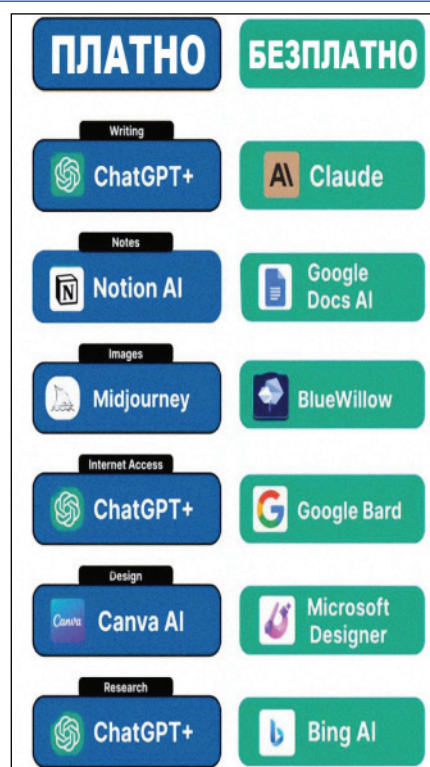 ПЛАТНО
БЕЗПЛАТНО
Writing
ChatGPT+
Claude
Notes
Notion AI
Google
Docs AI
Images
Midjourney
BlueWillow
Internet Access
ChatGPT+
Google Bard
Design
Canva
Canva AI
Microsoft
Designer
Research
ChatGPT+
Bing AI